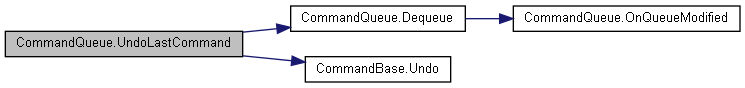 CommandQueue.UndoLastCommand
CommandQueue.Dequeue
CommandQueue.OnQueueModified
CommandBase.Undo